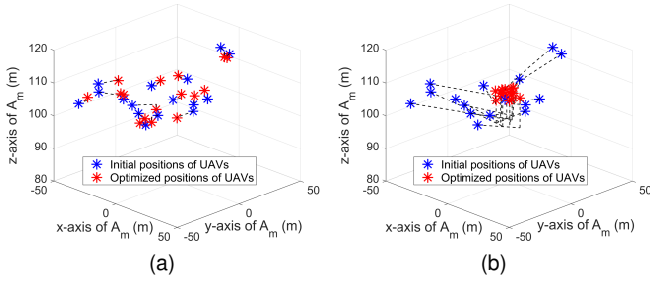 120
110
100
90
80
z-axis of A_m (m)
-50
0
50
x-axis of A_m (m)
-50
0
50
y-axis of A_m (m)
Initial positions of UAVs
Optimized positions of UAVs
(a)
120
110
100
90
80
z-axis of A_m (m)
-50
0
50
x-axis of A_m (m)
-50
0
50
y-axis of A_m (m)
Initial positions of UAVs
Optimized positions of UAVs
(b)